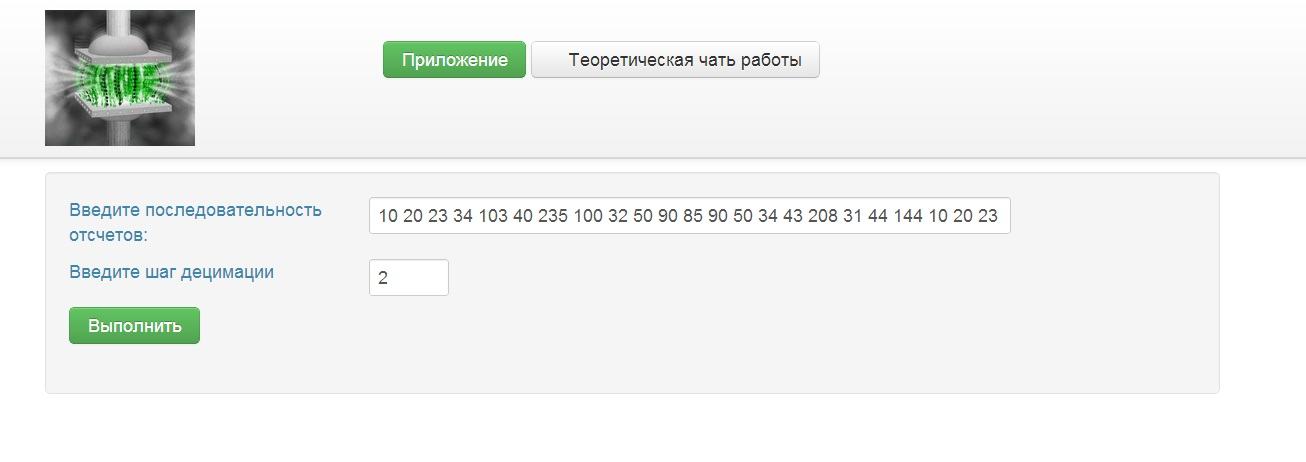 Приложение
Теоретическая чать работы
Введите последовательность
отсчетов:
10 20 23 34 103 40 235 100 32 50 90 85 90 50 34 43 208 31 44 144 10 20 23
Введите шаг децимации
2
Выполнить